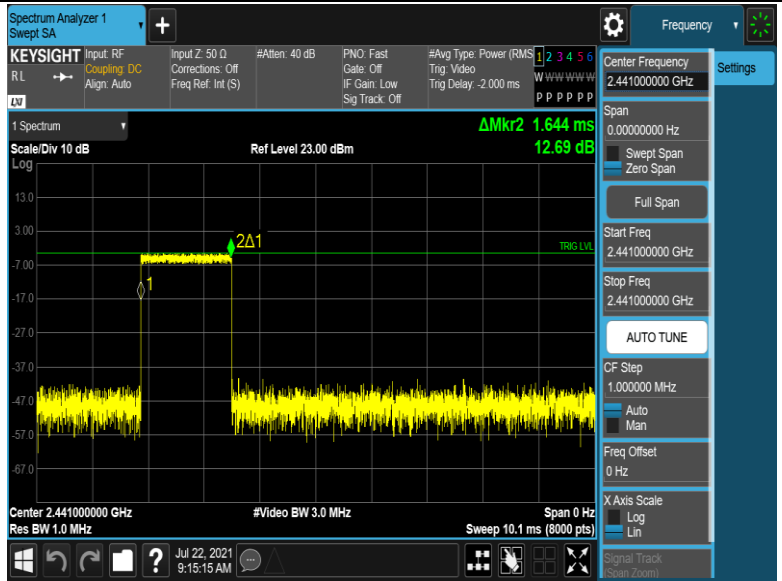 Spectrum Analyzer 1
Swept SA
Frequency
KEYSIGHT
RL
LXI
Input: RF
Coupling: DC
Align: Auto
Input Z: 50 Ω
Corrections: Off
Freq Ref: Int (S)
#Atten: 40 dB
PNO: Fast
Gate: Off
IF Gain: Low
Sig Track: Off
#Avg Type: Power (RMS
Trig: Video
Trig Delay: -2.000 ms
1 2 3 4 5 6
W W W W W W
P P P P P P
1 Spectrum
ΔMkr2 1.644 ms
12.69 dB
Scale/Div 10 dB
Ref Level 23.00 dBm
Log
13.0
3.00
-7.00
-17.0
-27.0
-37.0
-47.0
-57.0
-67.0
2Δ1
1
TRIG LVL
Center 2.441000000 GHz
#Video BW 3.0 MHz
Span 0 Hz
Res BW 1.0 MHz
Sweep 10.1 ms (8000 pts)
Jul 22, 2021
9:15:15 AM
Settings
Center Frequency
2.441000000 GHz
Span
0.00000000 Hz
Swept Span
Zero Span
Full Span
Start Freq
2.441000000 GHz
Stop Freq
2.441000000 GHz
AUTO TUNE
CF Step
1.000000 MHz
Auto
Man
Freq Offset
0 Hz
X Axis Scale
Log
Lin
Signal Track
(Span Zoom)